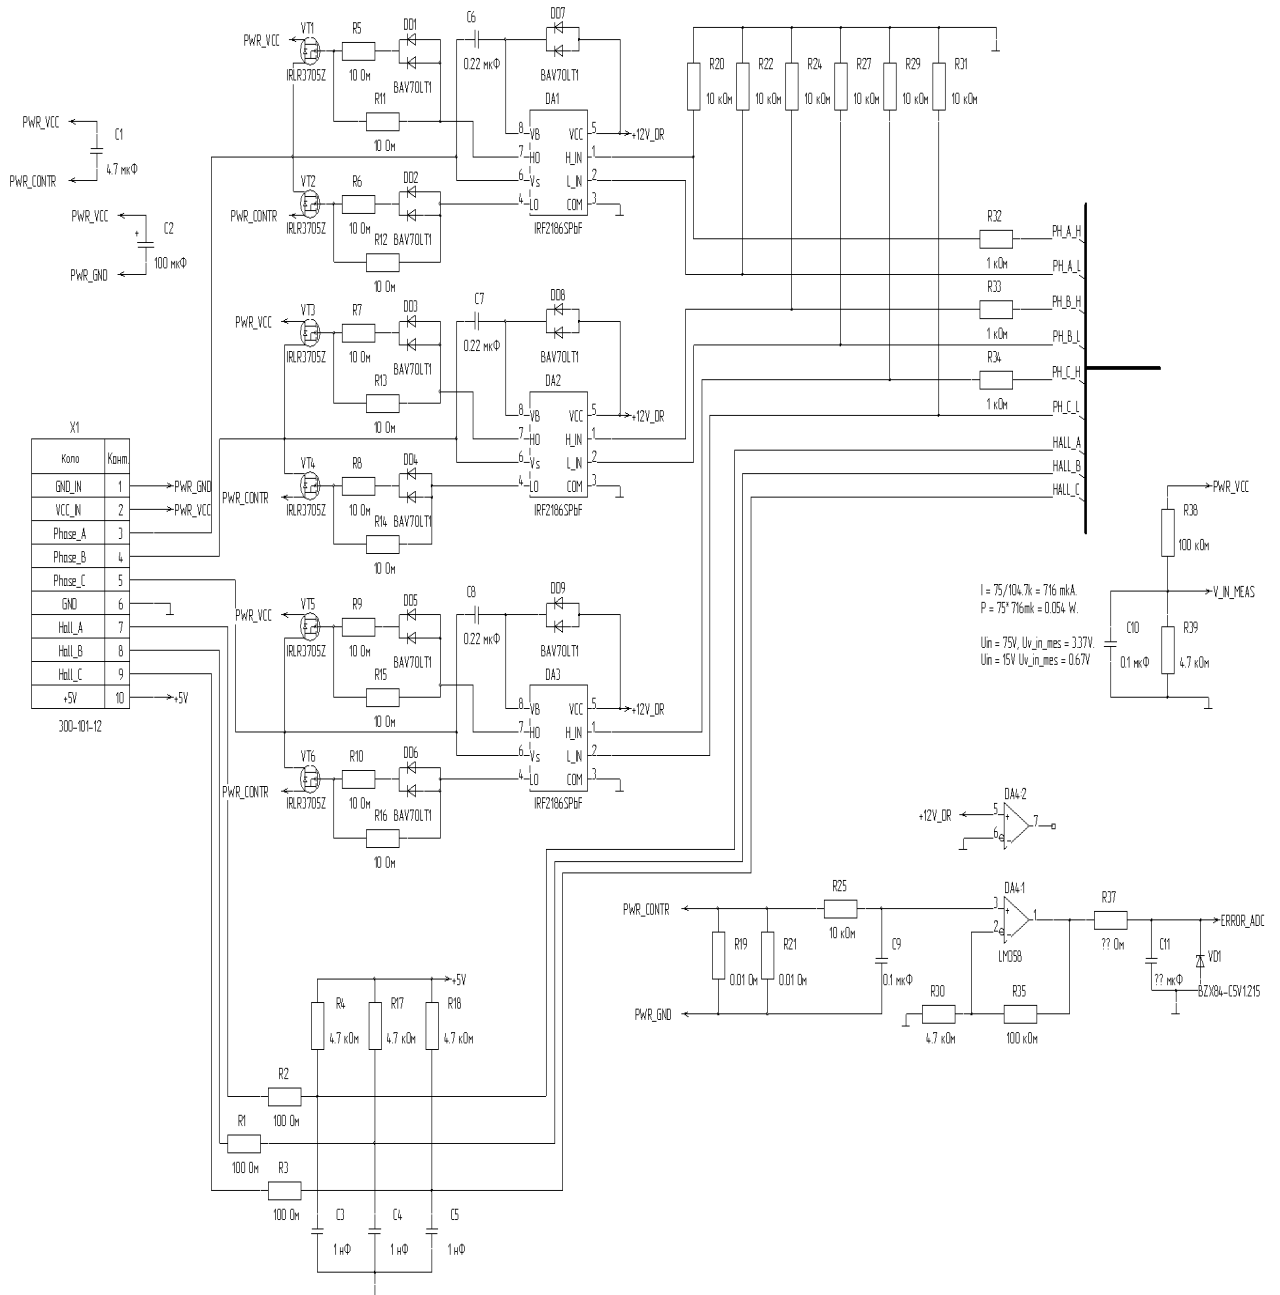 PWR_VCC
C1
4.7 мкФ
PWR_CONTR
PWR_VCC
C2
+
100 мкФ
PWR_GND
VT1
PWR_VCC
IRLR3705Z
R5
10 Ом
DD1
BAV70LT1
R11
10 Ом
C6
0.22 мкФ
DD7
BAV70LT1
DA1
8 VB VCC 5
+12V_DR
7 HO H_IN 1
6 Vs L_IN 2
4 LO COM 3
IRF2186SPbF
VT2
PWR_CONTR
IRLR3705Z
R6
10 Ом
DD2
R12 BAV70LT1
10 Ом
R20 R22 R24 R27 R29 R31
10 кОм 10 кОм 10 кОм 10 кОм 10 кОм 10 кОм
R32
1 кОм
R33
1 кОм
R34
1 кОм
PH_A_H
PH_A_L
PH_B_H
PH_B_L
PH_C_H
PH_C_L
HALL_A
HALL_B
HALL_C
VT3
PWR_VCC
IRLR3705Z
R7
10 Ом
DD3
BAV70LT1
R13
10 Ом
C7
0.22 мкФ
DD8
BAV70LT1
DA2
8 VB VCC 5
+12V_DR
7 HO H_IN 1
6 Vs L_IN 2
4 LO COM 3
IRF2186SPbF
VT4
PWR_CONTR
IRLR3705Z
R8
10 Ом
DD4
R14 BAV70LT1
10 Ом
X1
Коло Конт.
GND_IN 1 PWR_GND
VCC_IN 2 PWR_VCC
Phase_A 3
Phase_B 4
Phase_C 5
GND 6
Hall_A 7
Hall_B 8
Hall_C 9
+5V 10 +5V
300-101-12
VT5
PWR_VCC
IRLR3705Z
R9
10 Ом
DD5
BAV70LT1
R15
10 Ом
C8
0.22 мкФ
DD9
BAV70LT1
DA3
8 VB VCC 5
+12V_DR
7 HO H_IN 1
6 Vs L_IN 2
4 LO COM 3
IRF2186SPbF
VT6
PWR_CONTR
IRLR3705Z
R10
10 Ом
DD6
R16 BAV70LT1
10 Ом
PWR_VCC
R38
100 кОм
V_IN_MEAS
C10
0.1 мкФ
R39
4.7 кОм
I = 75/104.7k = 716 mkA.
P = 75*716mk = 0.054 W.
Uin = 75V, Uv_in_mes = 3.37V.
Uin = 15V Uv_in_mes = 0.67V
DA4-2
+12V_DR
5 +
6 -
7
PWR_CONTR
R19
0.01 Ом
R21
0.01 Ом
R25
10 кОм
C9
0.1 мкФ
PWR_GND
DA4-1
3 +
2 -
1
LM358
R30
4.7 кОм
R35
100 кОм
R37
?? Ом
C11
?? мкФ
VD1
BZX84-C5V1.215
ERROR_ADC
+5V
R4 R17 R18
4.7 кОм 4.7 кОм 4.7 кОм
R2
100 Ом
R1
100 Ом
R3
100 Ом
C3 C4 C5
1 нФ 1 нФ 1 нФ